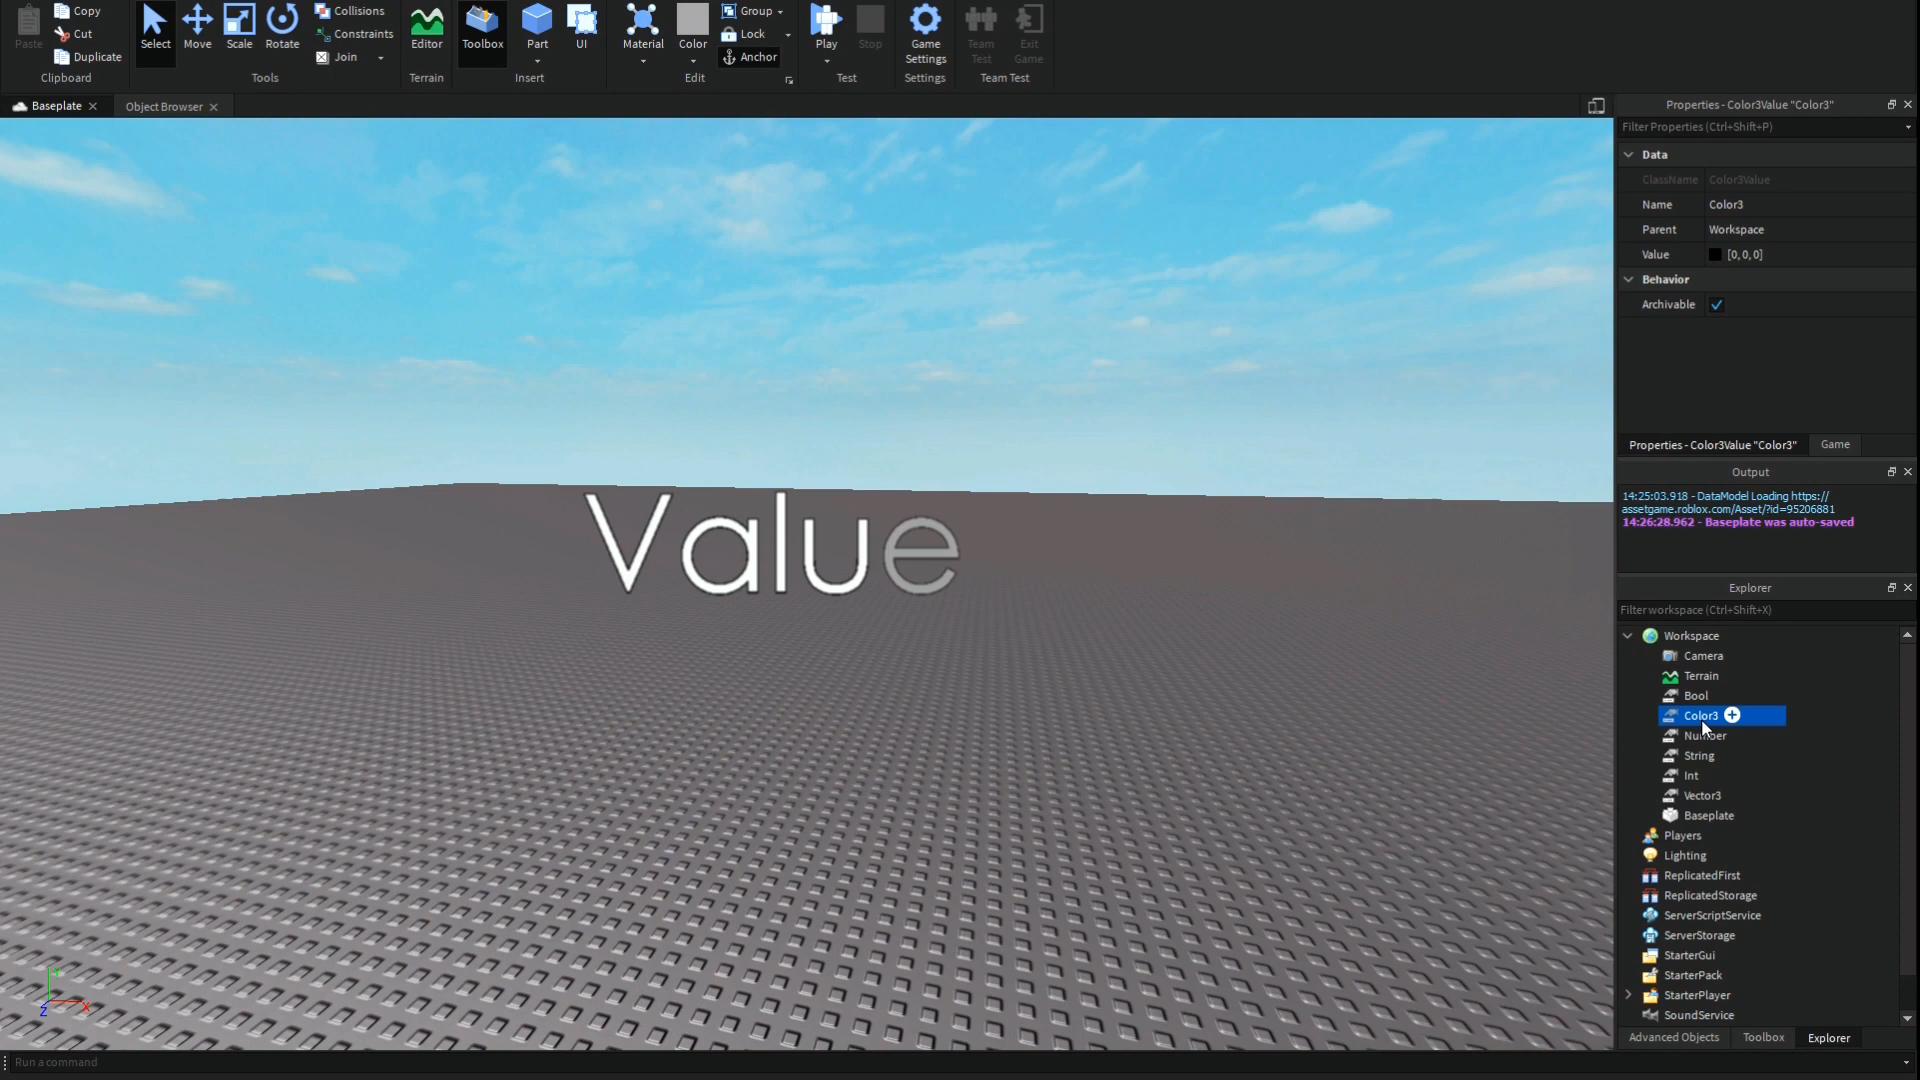 Paste
Copy
Cut
Duplicate
Clipboard
Select
Move
Scale
Rotate
Collisions
Constraints
Join
Tools
Editor
Terrain
Toolbox
Part
UI
Insert
Material
Color
Group
Lock
Anchor
Edit
Play
Stop
Test
Game
Settings
Settings
Team
Test
Exit
Game
Team Test
Baseplate
Object Browser
Properties - Color3Value "Color3"
Filter Properties (Ctrl+Shift+P)
Data
ClassName Color3Value
Name Color3
Parent Workspace
Value [0, 0, 0]
Behavior
Archivable
Properties - Color3Value "Color3" Game
Output
14:25:03.918 - DataModel Loading https://
assetgame.roblox.com/Asset/?id=95206881
14:26:28.962 - Baseplate was auto-saved
Explorer
Filter workspace (Ctrl+Shift+X)
Workspace
Camera
Terrain
Bool
Color3
Number
String
Int
Vector3
Baseplate
Players
Lighting
ReplicatedFirst
ReplicatedStorage
ServerScriptService
ServerStorage
StarterGui
StarterPack
StarterPlayer
SoundService
Advanced Objects Toolbox Explorer
Value
Y
Z X
Run a command